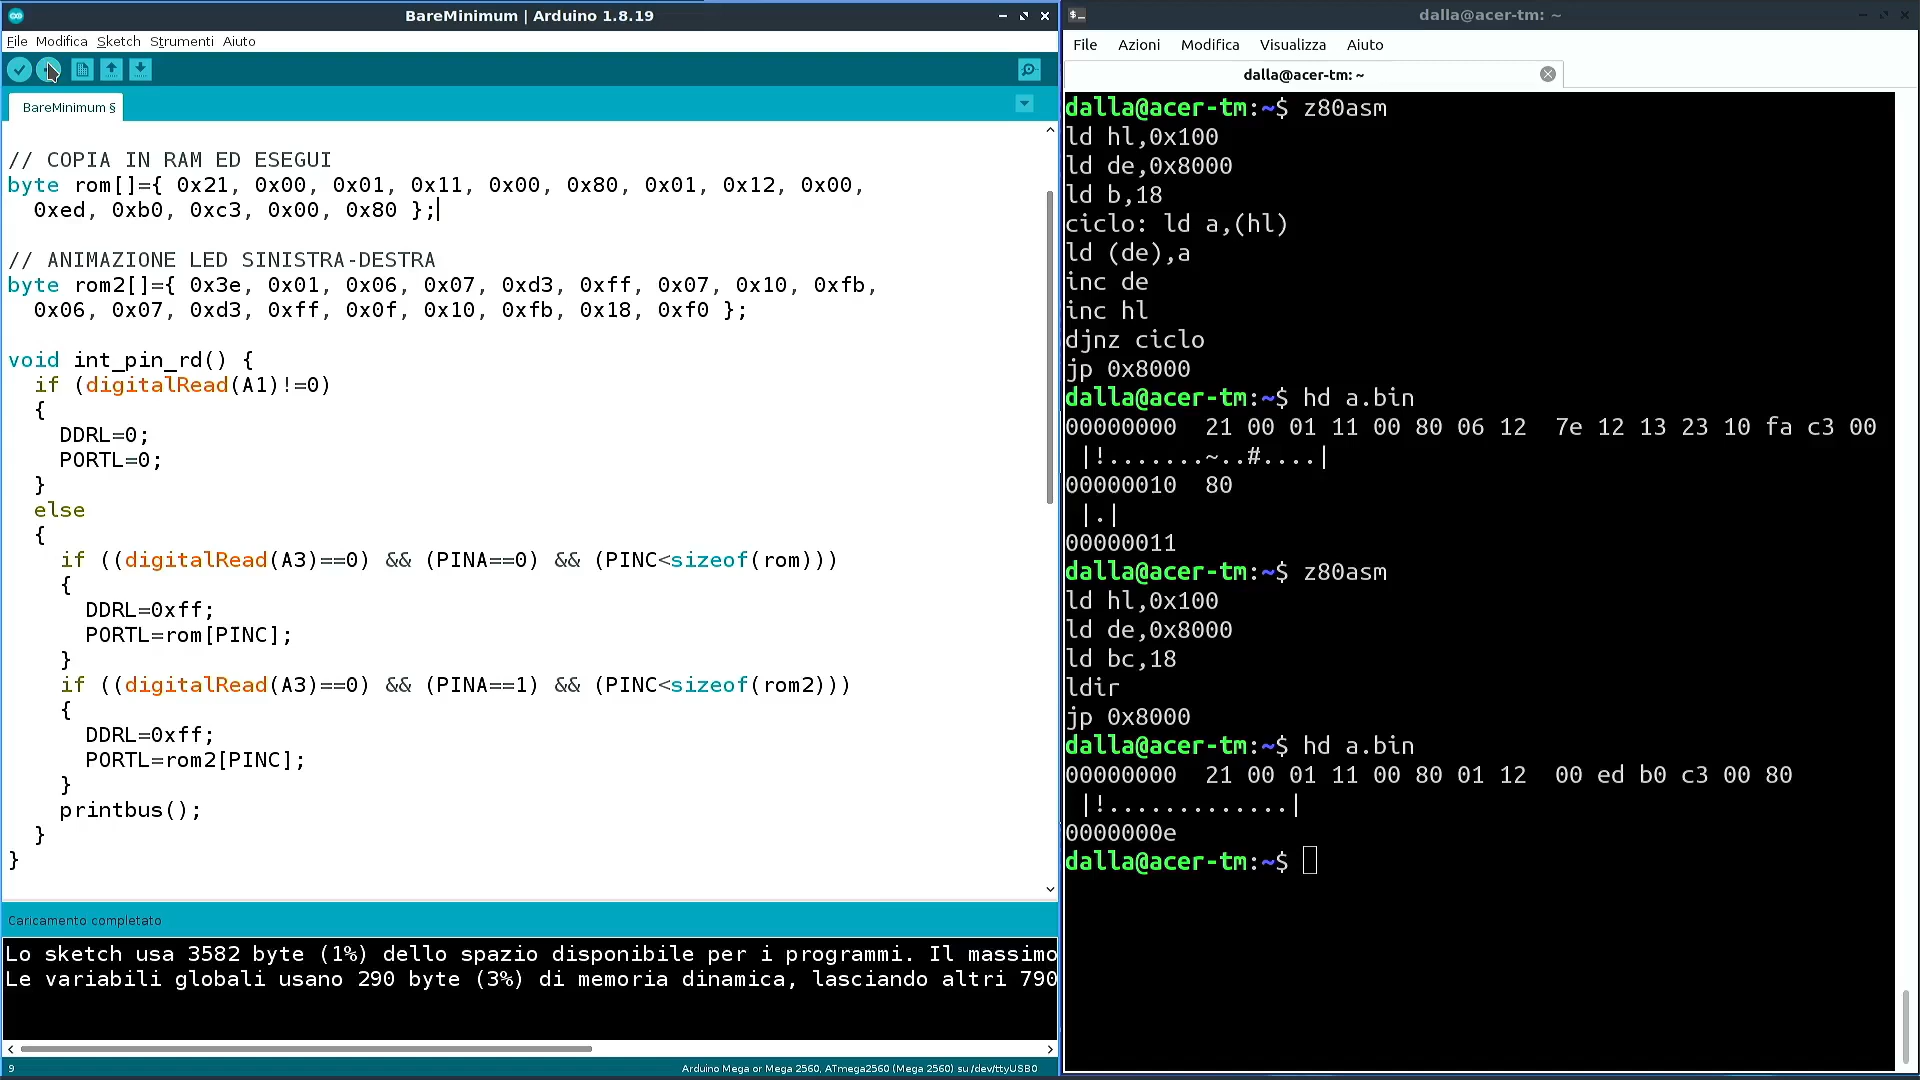 BareMinimum | Arduino 1.8.19
File Modifica Sketch Strumenti Aiuto
BareMinimum §
// COPIA IN RAM ED ESEGUI
byte rom[]={ 0x21, 0x00, 0x01, 0x11, 0x00, 0x80, 0x01, 0x12, 0x00,
0xed, 0xb0, 0xc3, 0x00, 0x80 };
// ANIMAZIONE LED SINISTRA-DESTRA
byte rom2[]={ 0x3e, 0x01, 0x06, 0x07, 0xd3, 0xff, 0x07, 0x10, 0xfb,
0x06, 0x07, 0xd3, 0xff, 0x0f, 0x10, 0xfb, 0x18, 0xf0 };
void int_pin_rd() {
if (digitalRead(A1)!=0)
{
DDRL=0;
PORTL=0;
}
else
{
if ((digitalRead(A3)==0) && (PINA==0) && (PINC<sizeof(rom)))
{
DDRL=0xff;
PORTL=rom[PINC];
}
if ((digitalRead(A3)==0) && (PINA==1) && (PINC<sizeof(rom2)))
{
DDRL=0xff;
PORTL=rom2[PINC];
}
printbus();
}
}
Caricamento completato
Lo sketch usa 3582 byte (1%) dello spazio disponibile per i programmi. Il massimo
Le variabili globali usano 290 byte (3%) di memoria dinamica, lasciando altri 790
9
Arduino Mega or Mega 2560, ATmega2560 (Mega 2560) su /dev/ttyUSB0
dalla@acer-tm: ~
File Azioni Modifica Visualizza Aiuto
dalla@acer-tm: ~
dalla@acer-tm:~$ z80asm
ld hl,0x100
ld de,0x8000
ld b,18
ciclo: ld a,(hl)
ld (de),a
inc de
inc hl
djnz ciclo
jp 0x8000
dalla@acer-tm:~$ hd a.bin
00000000  21 00 01 11 00 80 06 12  7e 12 13 23 10 fa c3 00
|!.......~..#....|
00000010  80
|.|
00000011
dalla@acer-tm:~$ z80asm
ld hl,0x100
ld de,0x8000
ld bc,18
ldir
jp 0x8000
dalla@acer-tm:~$ hd a.bin
00000000  21 00 01 11 00 80 01 12  00 ed b0 c3 00 80
|!.............|
0000000e
dalla@acer-tm:~$